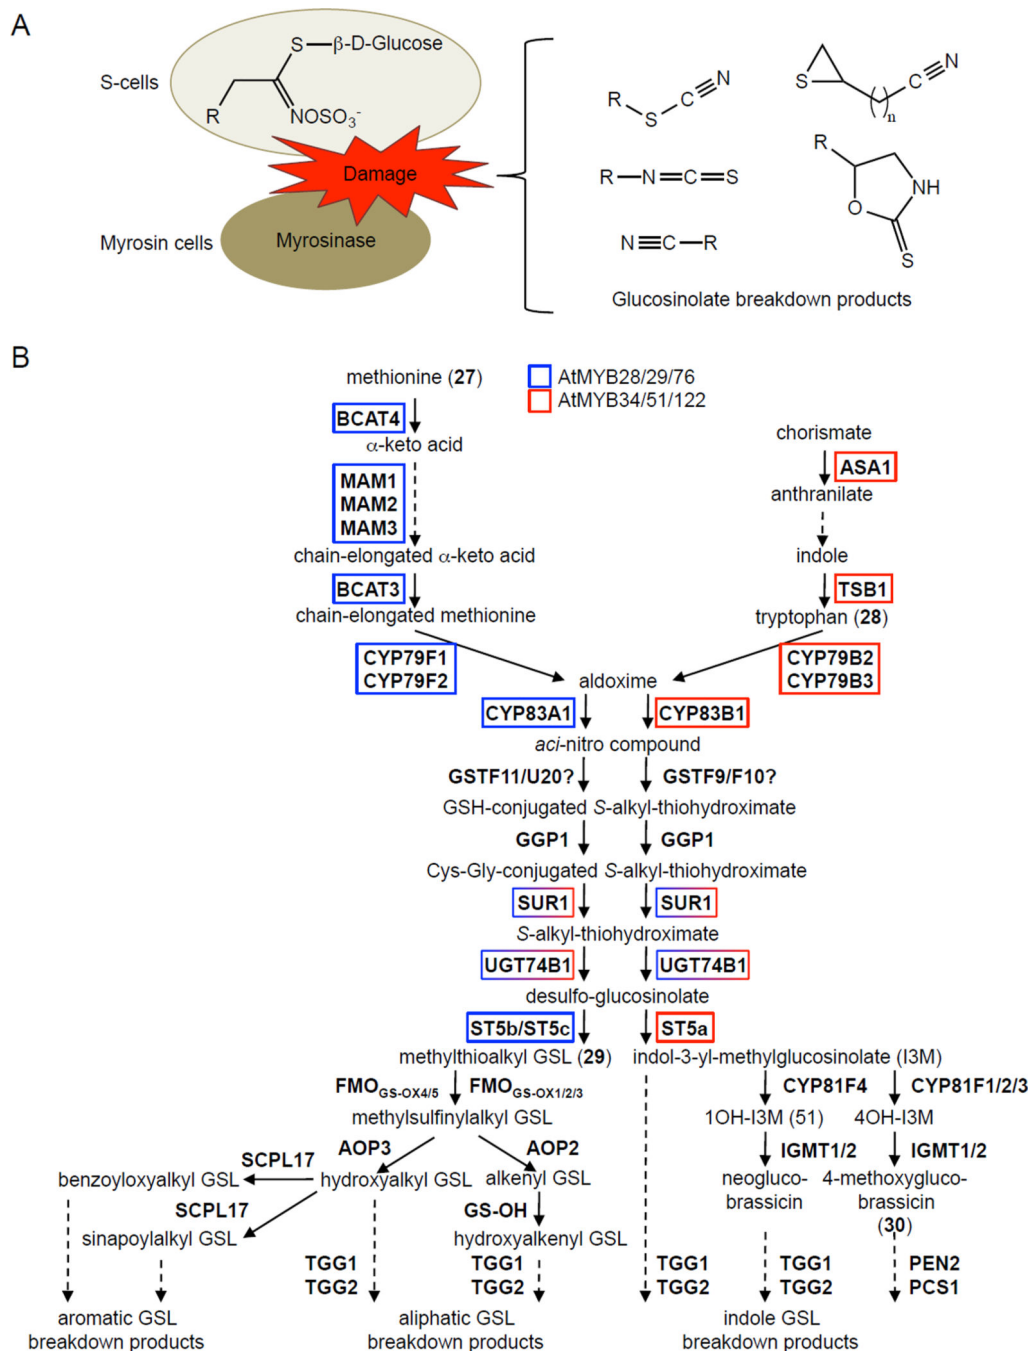 A
S-cells
S—β-D-Glucose
R
NOSO3-
Damage
Myrosin cells
Myrosinase
R
S
C≡N
R—N=C=S
N≡C—R
S
C≡N
n
R
O
NH
S
Glucosinolate breakdown products
B
methionine (27)
AtMYB28/29/76
AtMYB34/51/122
BCAT4
α-keto acid
MAM1
MAM2
MAM3
chain-elongated α-keto acid
BCAT3
chain-elongated methionine
CYP79F1
CYP79F2
chorismate
ASA1
anthranilate
indole
TSB1
tryptophan (28)
CYP79B2
CYP79B3
aldoxime
CYP83A1
CYP83B1
aci-nitro compound
GSTF11/U20?
GSTF9/F10?
GSH-conjugated S-alkyl-thiohydroximate
GGP1
GGP1
Cys-Gly-conjugated S-alkyl-thiohydroximate
SUR1
SUR1
S-alkyl-thiohydroximate
UGT74B1
UGT74B1
desulfo-glucosinolate
ST5b/ST5c
ST5a
methylthioalkyl GSL (29)
indol-3-yl-methylglucosinolate (I3M)
FMOGS-OX4/5
FMOGS-OX1/2/3
CYP81F4
CYP81F1/2/3
methylsulfinylalkyl GSL
1OH-I3M (51)
4OH-I3M
AOP3
AOP2
IGMT1/2
IGMT1/2
SCPL17
benzoyloxyalkyl GSL
hydroxyalkyl GSL
alkenyl GSL
neogluco-
brassicin
4-methoxygluco-
brassicin
(30)
SCPL17
GS-OH
sinapoylalkyl GSL
hydroxyalkenyl GSL
TGG1
TGG2
TGG1
TGG2
TGG1
TGG2
TGG1
TGG2
PEN2
PCS1
aromatic GSL
breakdown products
aliphatic GSL
breakdown products
indole GSL
breakdown products